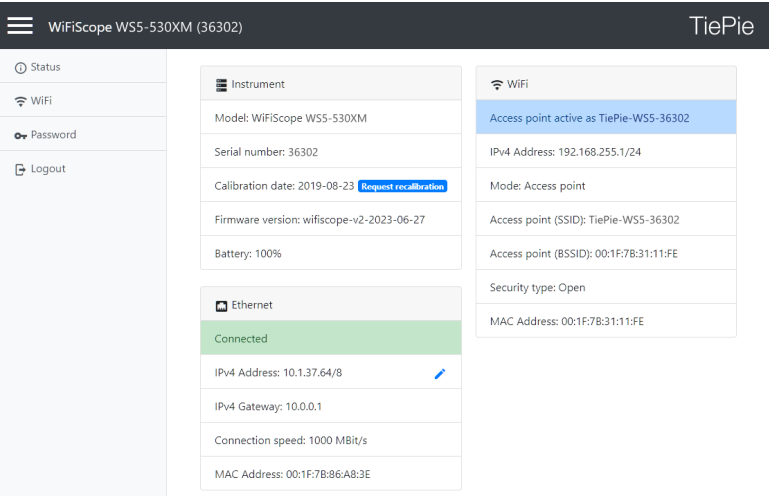 WiFiScope WS5-530XM (36302)
TiePie
Status
WiFi
Password
Logout
Instrument
Model: WiFiScope WS5-530XM
Serial number: 36302
Calibration date: 2019-08-23 Request recalibration
Firmware version: wifiscope-v2-2023-06-27
Battery: 100%
Ethernet
Connected
IPv4 Address: 10.1.37.64/8
IPv4 Gateway: 10.0.0.1
Connection speed: 1000 MBit/s
MAC Address: 00:1F:7B:86:A8:3E
WiFi
Access point active as TiePie-WS5-36302
IPv4 Address: 192.168.255.1/24
Mode: Access point
Access point (SSID): TiePie-WS5-36302
Access point (BSSID): 00:1F:7B:31:11:FE
Security type: Open
MAC Address: 00:1F:7B:31:11:FE